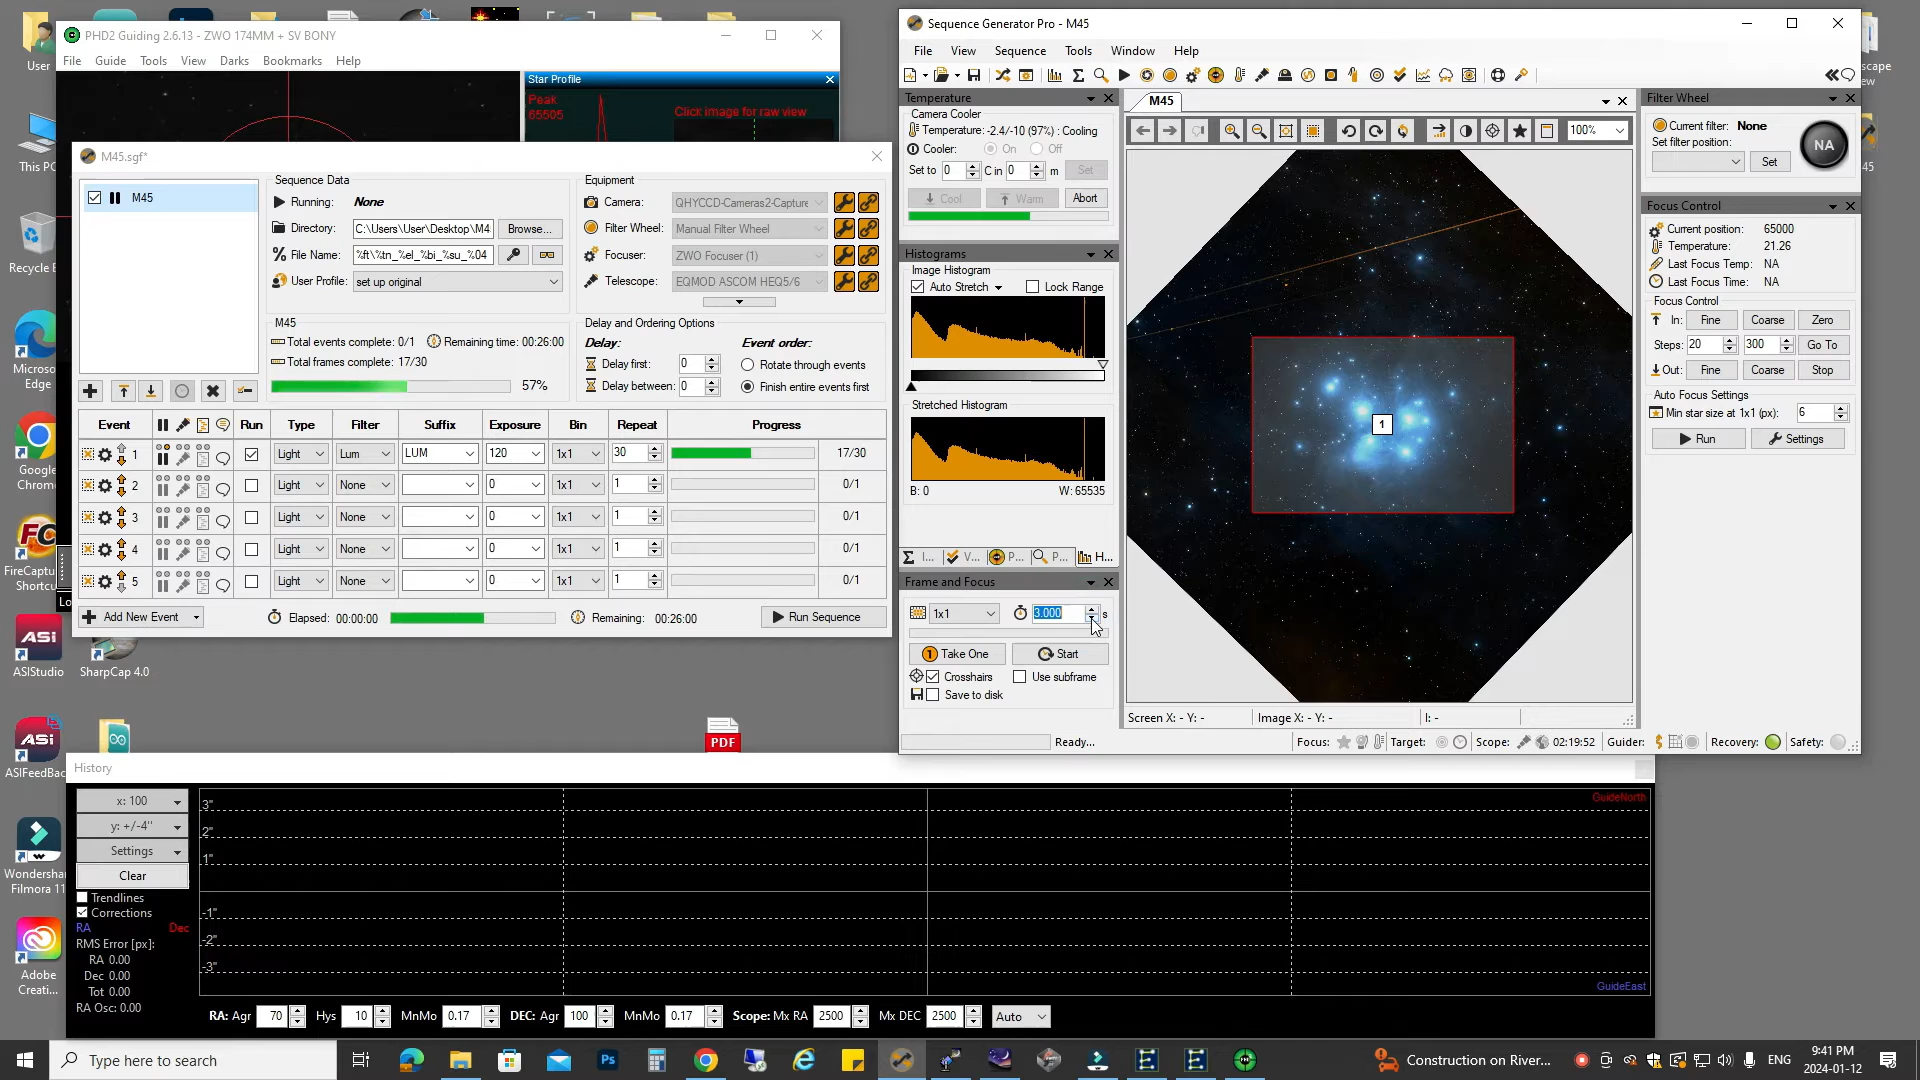 User
This PC
Recycle B
Microso
Edge
Google
Chrom
FireCaptur
Shortcu
ASIStudio
SharpCap 4.0
ASIFeedBac
PDF
Wondersha
Filmora 11
Adobe
Creati...
PHD2 Guiding 2.6.13 - ZWO 174MM + SV BONY
File Guide Tools View Darks Bookmarks Help
Star Profile
Peak
65505
Click image for raw view
M45.sgf*
M45
Sequence Data
Running: None
Directory: C:\Users\User\Desktop\M4 Browse...
File Name: %ft\%tn_%el_%bi_%su_%04
User Profile: set up original
Equipment
Camera: QHYCCD-Cameras2-Capture
Filter Wheel: Manual Filter Wheel
Focuser: ZWO Focuser (1)
Telescope: EQMOD ASCOM HEQ5/6
M45
Total events complete: 0/1 Remaining time: 00:26:00
Total frames complete: 17/30
57%
Delay and Ordering Options
Delay: Event order:
Delay first: 0 Rotate through events
Delay between: 0 Finish entire events first
Event Run Type Filter Suffix Exposure Bin Repeat Progress
1 Light Lum LUM 120 1x1 30 17/30
2 Light None 0 1x1 1 0/1
3 Light None 0 1x1 1 0/1
4 Light None 0 1x1 1 0/1
5 Light None 0 1x1 1 0/1
Add New Event Elapsed: 00:00:00 Remaining: 00:26:00 Run Sequence
Lo
Sequence Generator Pro - M45
File View Sequence Tools Window Help
Temperature
Camera Cooler
Temperature: -2.4/-10 (97%) : Cooling
Cooler: On Off
Set to 0 C in 0 m Set
Cool Warm Abort
Histograms
Image Histogram
Auto Stretch Lock Range
Stretched Histogram
B: 0 W: 65535
I... V... P... P... H...
Frame and Focus
1x1 3.000 s
Take One Start
Crosshairs Use subframe
Save to disk
Ready...
M45
100%
1
Screen X: - Y: - Image X: - Y: - I: -
Focus: Target: Scope: 02:19:52 Guider: Recovery: Safety:
Filter Wheel
Current filter: None
Set filter position:
Set
NA
Focus Control
Current position: 65000
Temperature: 21.26
Last Focus Temp: NA
Last Focus Time: NA
Focus Control
In: Fine Coarse Zero
Steps: 20 300 Go To
Out: Fine Coarse Stop
Auto Focus Settings
Min star size at 1x1 (px): 6
Run Settings
History
x: 100
y: +/-4''
Settings
Clear
Trendlines
Corrections
RA Dec
RMS Error [px]:
RA 0.00
Dec 0.00
Tot 0.00
RA Osc: 0.00
3''
2''
1''
-1''
-2''
-3''
GuideNorth
GuideEast
RA: Agr 70 Hys 10 MnMo 0.17 DEC: Agr 100 MnMo 0.17 Scope: Mx RA 2500 Mx DEC 2500 Auto
Type here to search
Construction on River...
ENG
9:41 PM
2024-01-12